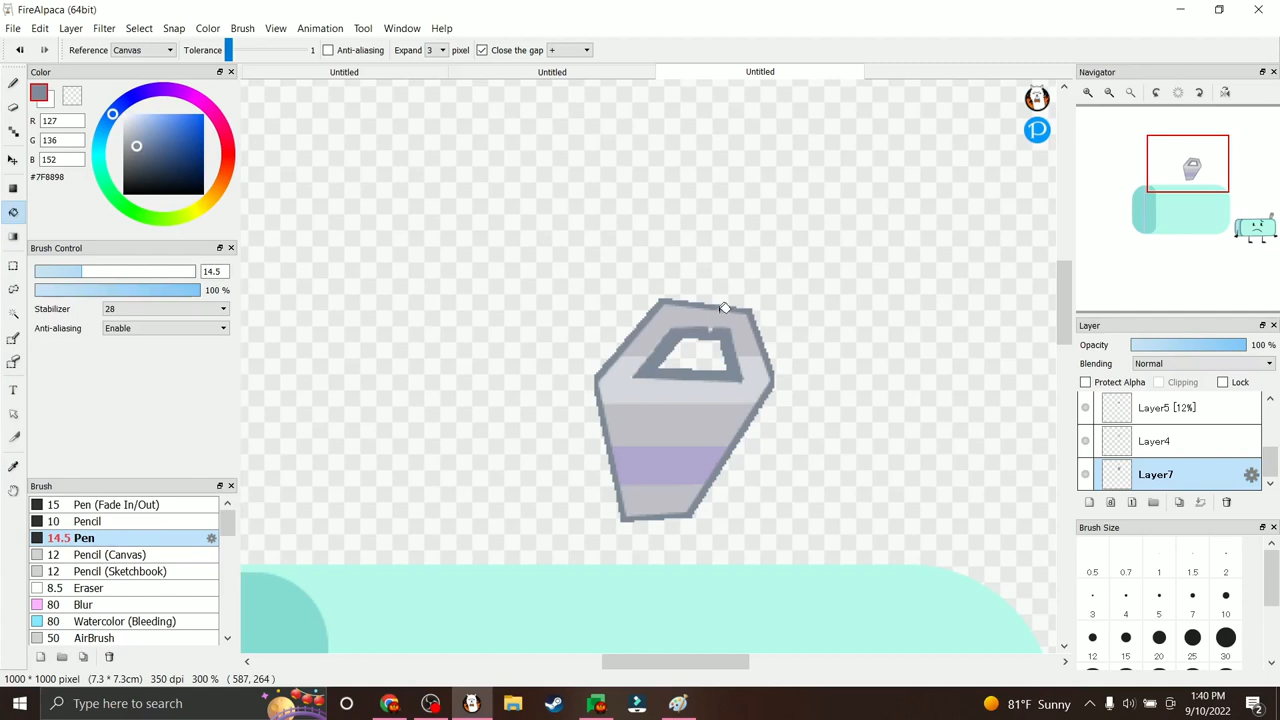 FireAlpaca (64bit)
File Edit Layer Filter Select Snap Color Brush View Animation Tool Window Help
Reference Canvas Tolerance 1 Anti-aliasing Expand 3 pixel Close the gap +
Color
Untitled Untitled Untitled
Navigator
R 127
G 136
B 152
#7F8898
Brush Control
14.5
100 %
Stabilizer 28
Anti-aliasing Enable
Layer
Opacity 100 %
Blending Normal
Protect Alpha Clipping Lock
Layer5 [12%]
Layer4
Layer7
Brush
15 Pen (Fade In/Out)
10 Pencil
14.5 Pen
12 Pencil (Canvas)
12 Pencil (Sketchbook)
8.5 Eraser
80 Blur
80 Watercolor (Bleeding)
50 AirBrush
Brush Size
0.5 0.7 1 1.5 2
3 4 5 7 10
12 15 20 25 30
1000 * 1000 pixel (7.3 * 7.3cm) 350 dpi 300 % ( 587, 264 )
Type here to search
81°F Sunny
1:40 PM
9/10/2022